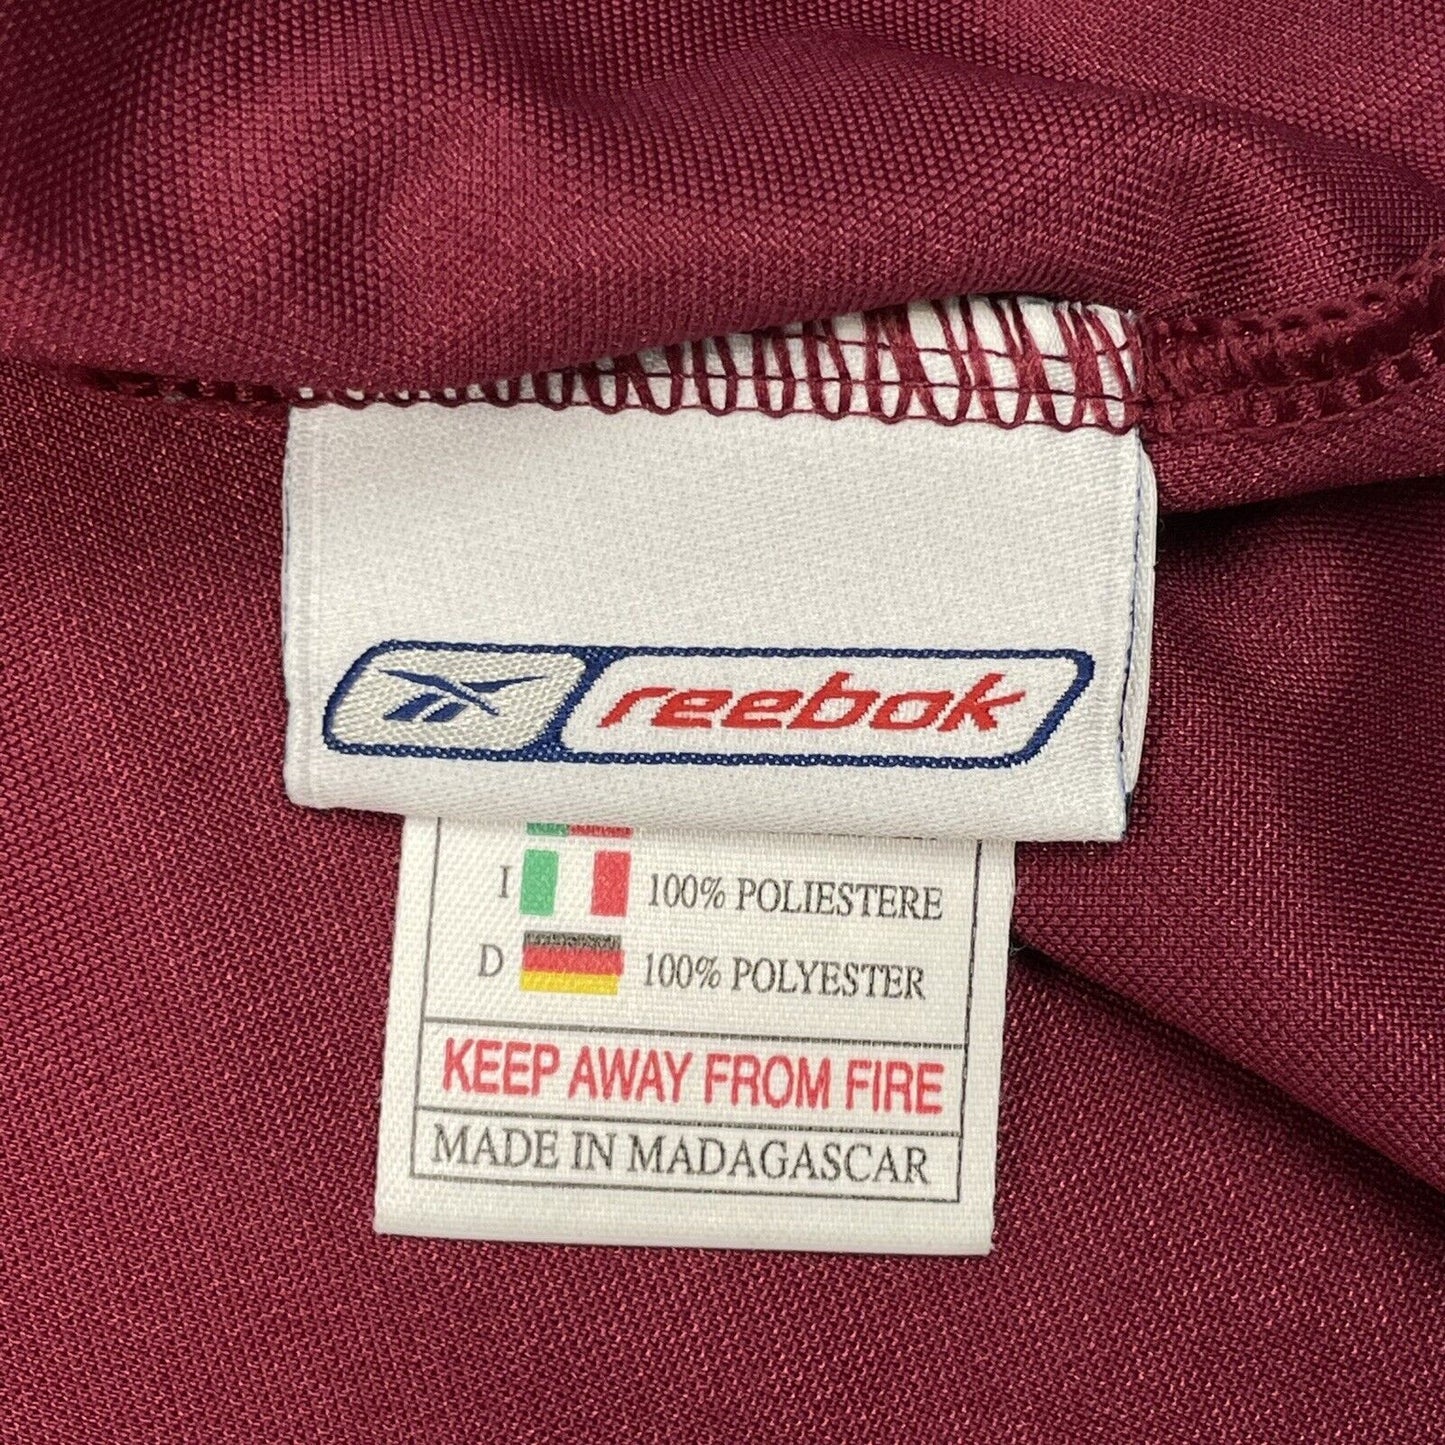 reebok
I 100% POLIESTERE
D 100% POLYESTER
KEEP AWAY FROM FIRE
MADE IN MADAGASCAR